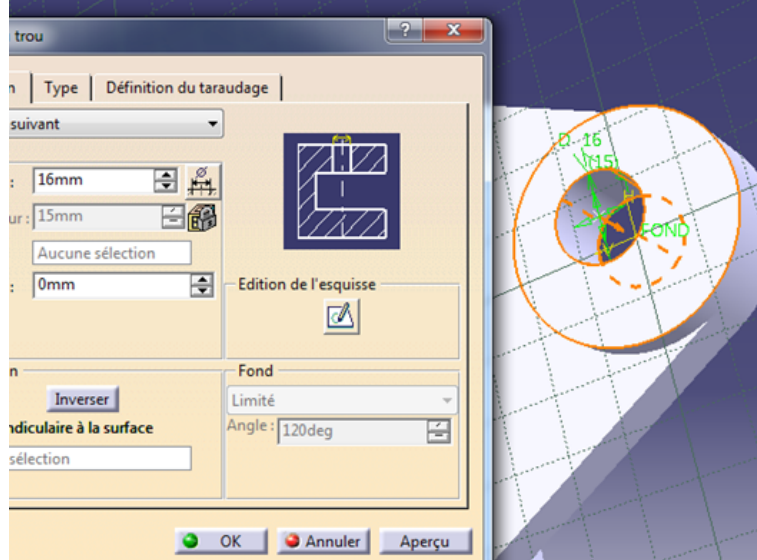 trou
n Type Définition du taraudage
suivant
: 16mm
ur : 15mm
Aucune sélection
: 0mm
Edition de l'esquisse
n
Inverser
ndiculaire à la surface
sélection
Fond
Limité
Angle : 120deg
OK Annuler Aperçu
D 16
(15)
H
FOND